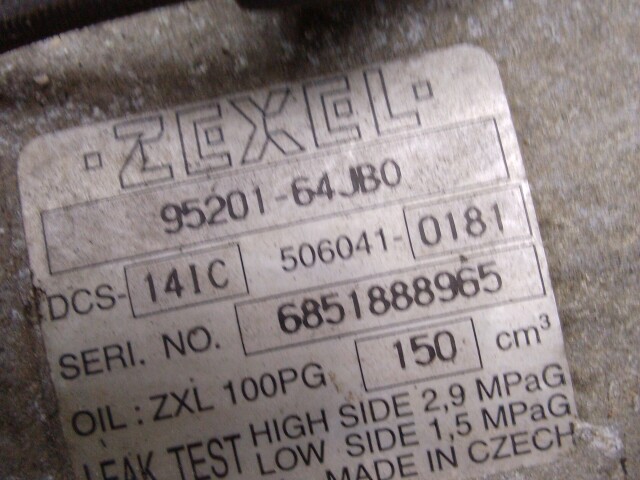 ·ZEXEL·
95201-64JB0
DCS-14IC 506041-0181
SERI. NO. 6851888965
OIL : ZXL 100PG 150 cm³
LEAK TEST HIGH SIDE 2,9 MPaG
LOW SIDE 1,5 MPaG
MADE IN CZECH